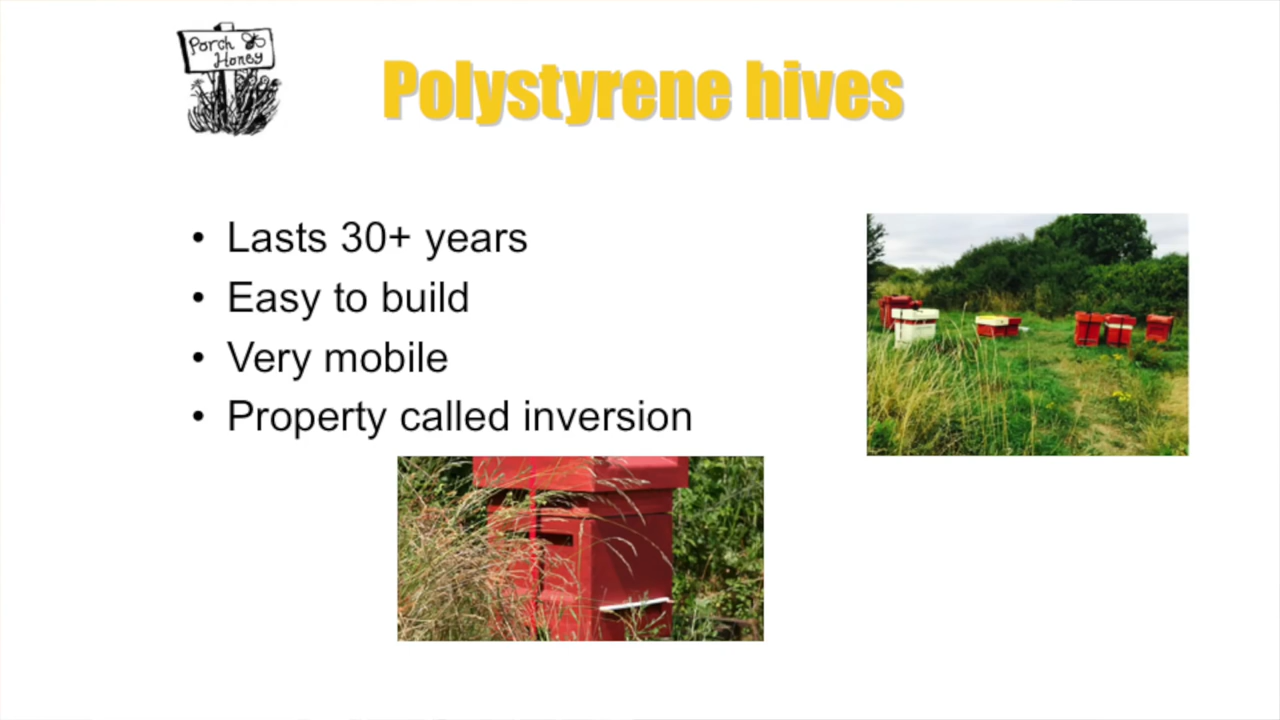 Porch
Honey
Polystyrene hives
• Lasts 30+ years
• Easy to build
• Very mobile
• Property called inversion